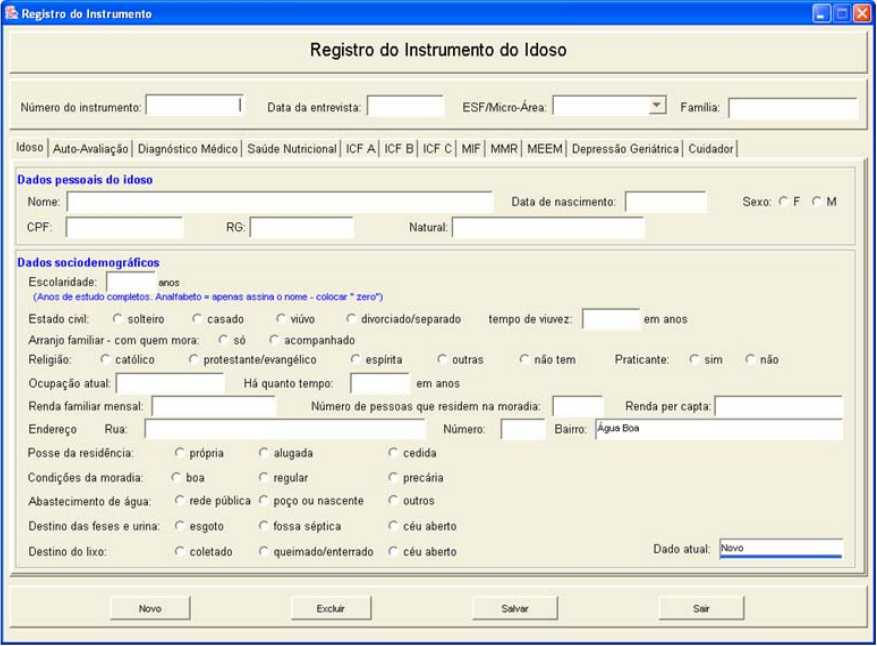 Registro do Instrumento
Registro do Instrumento do Idoso
Número do instrumento: Data da entrevista: ESF/Micro-Área: Família:
Idoso Auto-Avaliação Diagnóstico Médico Saúde Nutricional ICF A ICF B ICF C MIF MMR MEEM Depressão Geriátrica Cuidador
Dados pessoais do idoso
Nome: Data de nascimento: Sexo: F M
CPF: RG: Natural:
Dados sociodemográficos
Escolaridade: anos
(Anos de estudo completos. Analfabeto = apenas assina o nome - colocar " zero")
Estado civil: solteiro casado viúvo divorciado/separado tempo de viuvez: em anos
Arranjo familiar - com quem mora: só acompanhado
Religião: católico protestante/evangélico espírita outras não tem Praticante: sim não
Ocupação atual: Há quanto tempo: em anos
Renda familiar mensal: Número de pessoas que residem na moradia: Renda per capta:
Endereço Rua: Número: Bairro: Água Boa
Posse da residência: própria alugada cedida
Condições da moradia: boa regular precária
Abastecimento de água: rede pública poço ou nascente outros
Destino das feses e urina: esgoto fossa séptica céu aberto
Destino do lixo: coletado queimado/enterrado céu aberto Dado atual: Novo
Novo Excluir Salvar Sair